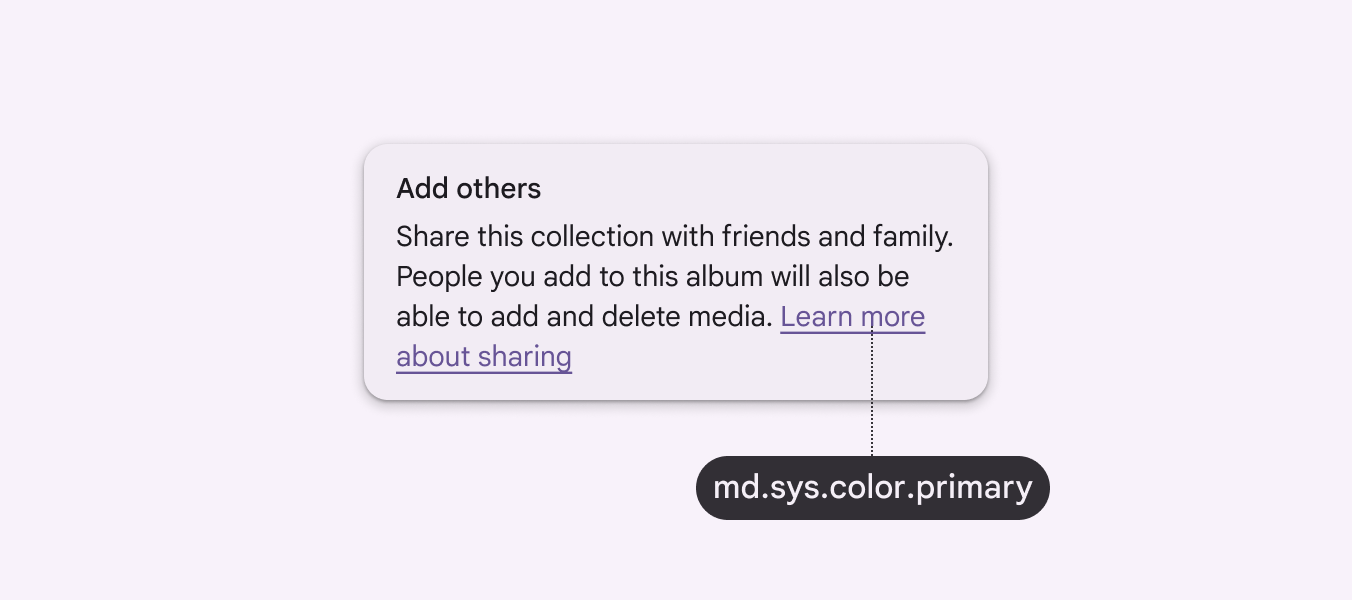 Add others
Share this collection with friends and family.
People you add to this album will also be
able to add and delete media. Learn more
about sharing
md.sys.color.primary